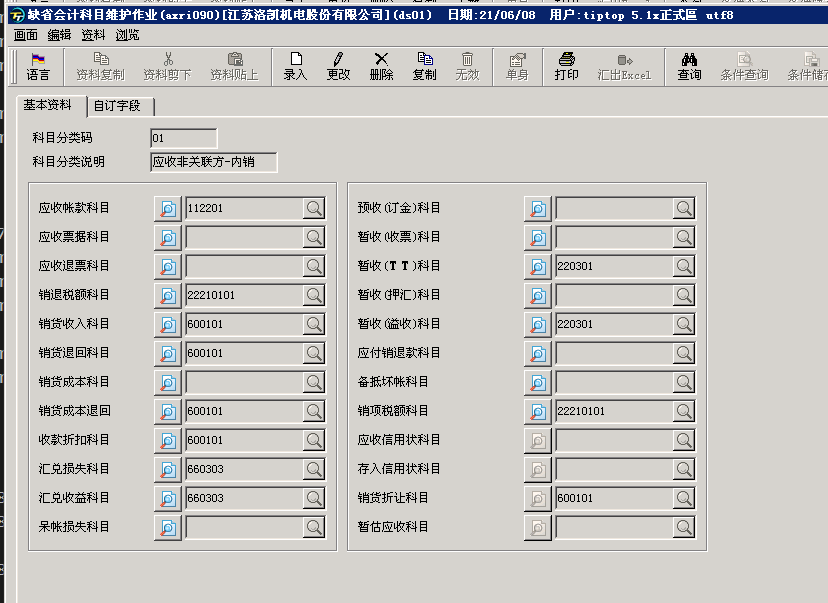 缺省会计科目维护作业(axri090)[江苏洛凯机电股份有限公司](ds01) 日期:21/06/08 用户:tiptop 5.1x正式區 utf8
画面 编辑 资料 浏览
语言 资料复制 资料剪下 资料贴上 录入 更改 删除 复制 无效 单身 打印 汇出Excel 查询 条件查询 条件储存
基本资料 自订字段
科目分类码 01
科目分类说明 应收非关联方-内销
应收帐款科目 112201
应收票据科目
应收退票科目
销退税额科目 22210101
销货收入科目 600101
销货退回科目 600101
销货成本科目
销货成本退回 600101
收款折扣科目 600101
汇兑损失科目 660303
汇兑收益科目 660303
呆帐损失科目
预收(订金)科目
暂收(收票)科目
暂收(T T )科目 220301
暂收(押汇)科目
暂收(溢收)科目 220301
应付销退款科目
备抵坏帐科目
销项税额科目 22210101
应收信用状科目
存入信用状科目
销货折让科目 600101
暂估应收科目